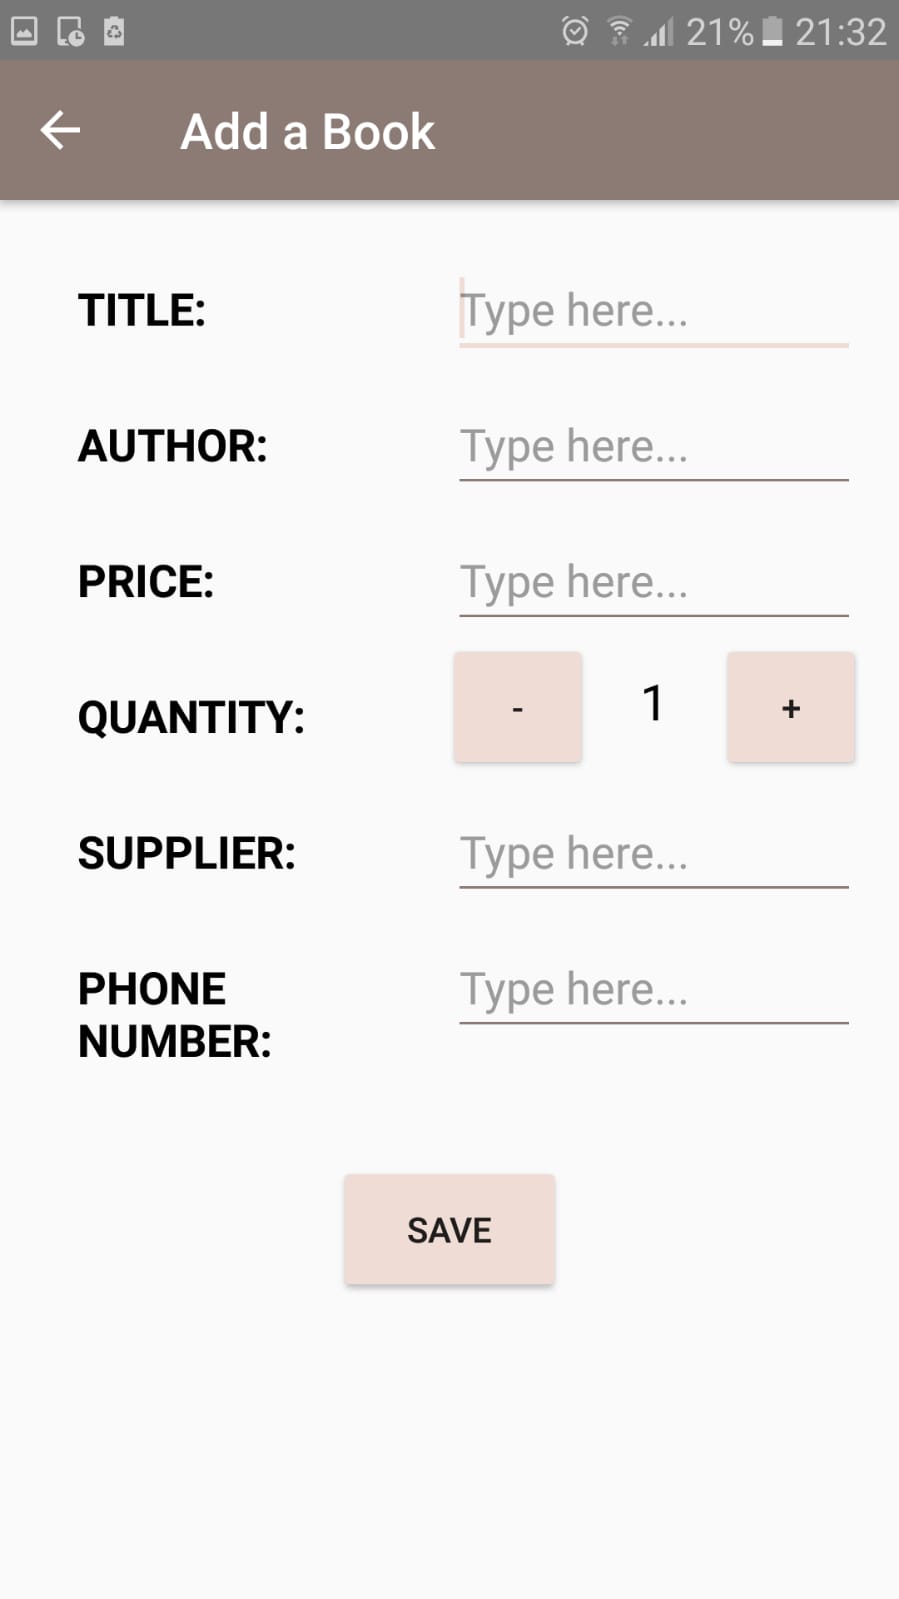 21% 21:32
Add a Book
TITLE: Type here...
AUTHOR: Type here...
PRICE: Type here...
QUANTITY: - 1 +
SUPPLIER: Type here...
PHONE Type here...
NUMBER:
SAVE